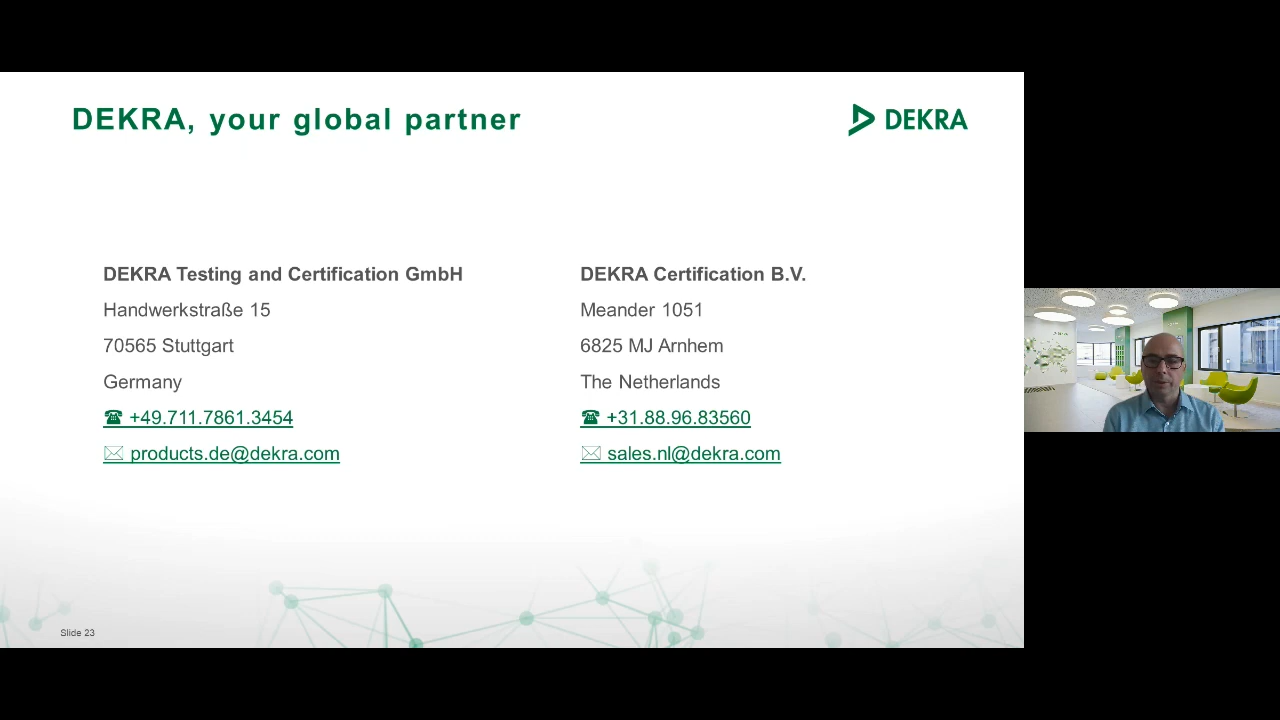 DEKRA, your global partner
DEKRA
DEKRA Testing and Certification GmbH
Handwerkstraße 15
70565 Stuttgart
Germany
☎ +49.711.7861.3454
✉ products.de@dekra.com
DEKRA Certification B.V.
Meander 1051
6825 MJ Arnhem
The Netherlands
☎ +31.88.96.83560
✉ sales.nl@dekra.com
Slide 23